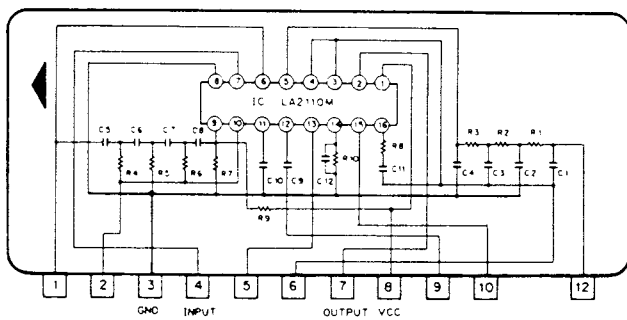 8 7 6 5 4 3 2 1
IC LA2110M
9 10 11 12 13 14 15 16
C5 C6 C7 C8
R8
R3 R2 R1
R4 R5 R6 R7
C10 C9
C12 R10
C11
C4 C3 C2 C1
R9
1 2 3 4 5 6 7 8 9 10 12
GND INPUT OUTPUT VCC